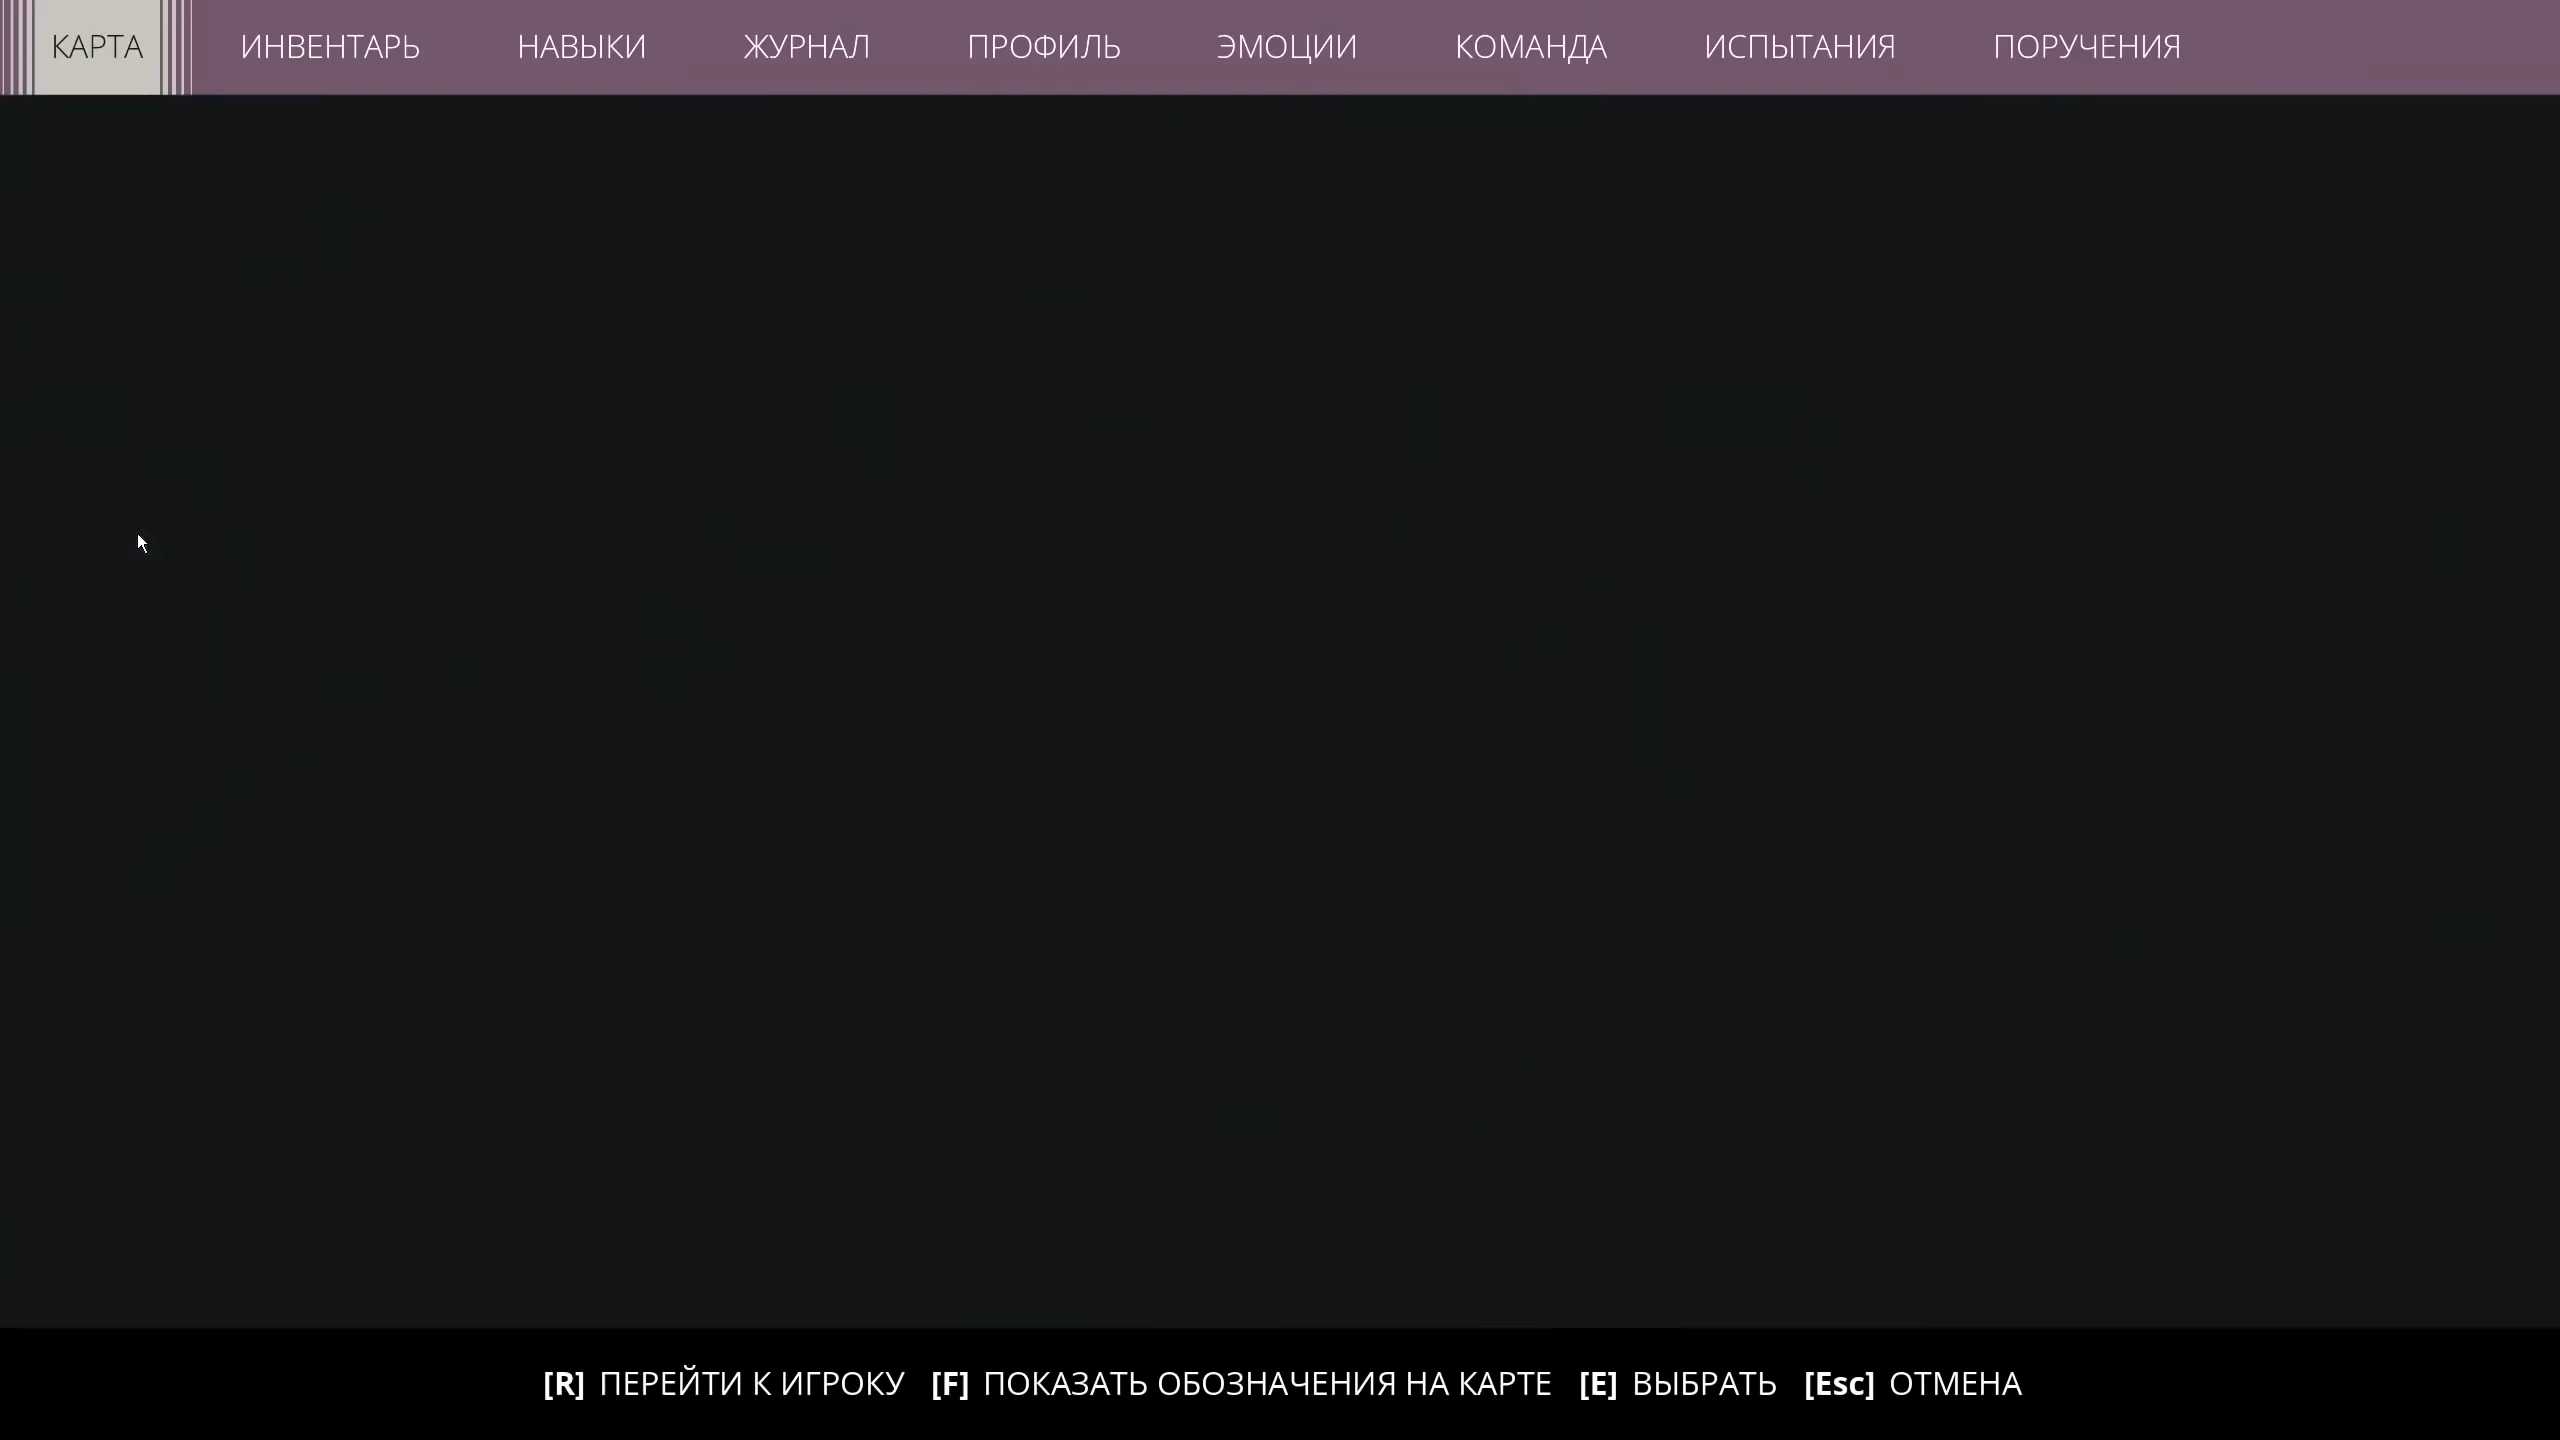 КАРТА ИНВЕНТАРЬ НАВЫКИ ЖУРНАЛ ПРОФИЛЬ ЭМОЦИИ КОМАНДА ИСПЫТАНИЯ ПОРУЧЕНИЯ
[R] ПЕРЕЙТИ К ИГРОКУ [F] ПОКАЗАТЬ ОБОЗНАЧЕНИЯ НА КАРТЕ [E] ВЫБРАТЬ [Esc] ОТМЕНА